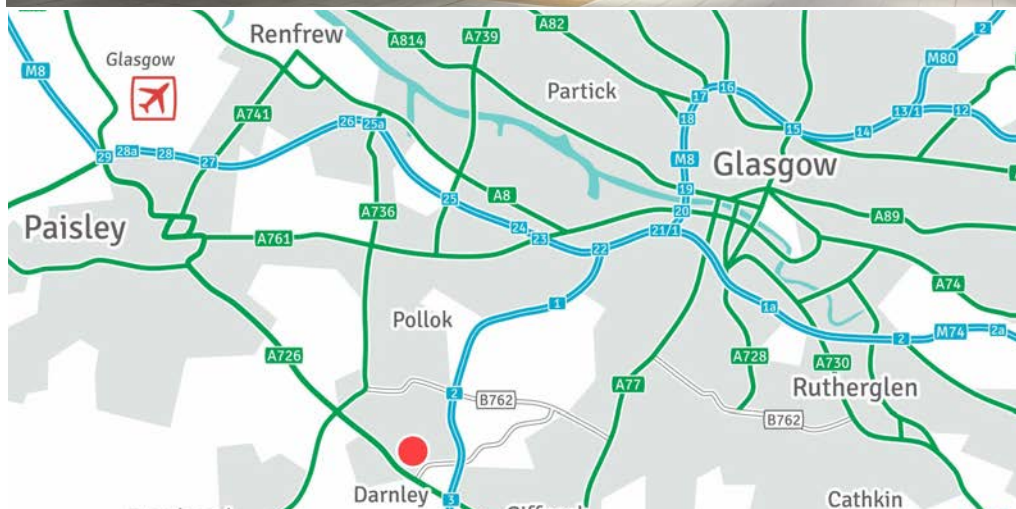 A82
2
Renfrew
A739
A814
M80
Glasgow
M8
Partick
17
16
13/1
12
A741
18
26
25a
15
14
29
28a
28
27
M8
Glasgow
19
25
A8
20
Paisley
A736
A89
24
21/1
A761
23
22
A74
1
1a
Pollok
2
M74
2a
A726
A728
A730
A77
Rutherglen
2
B762
B762
Darnley
3
Cathkin